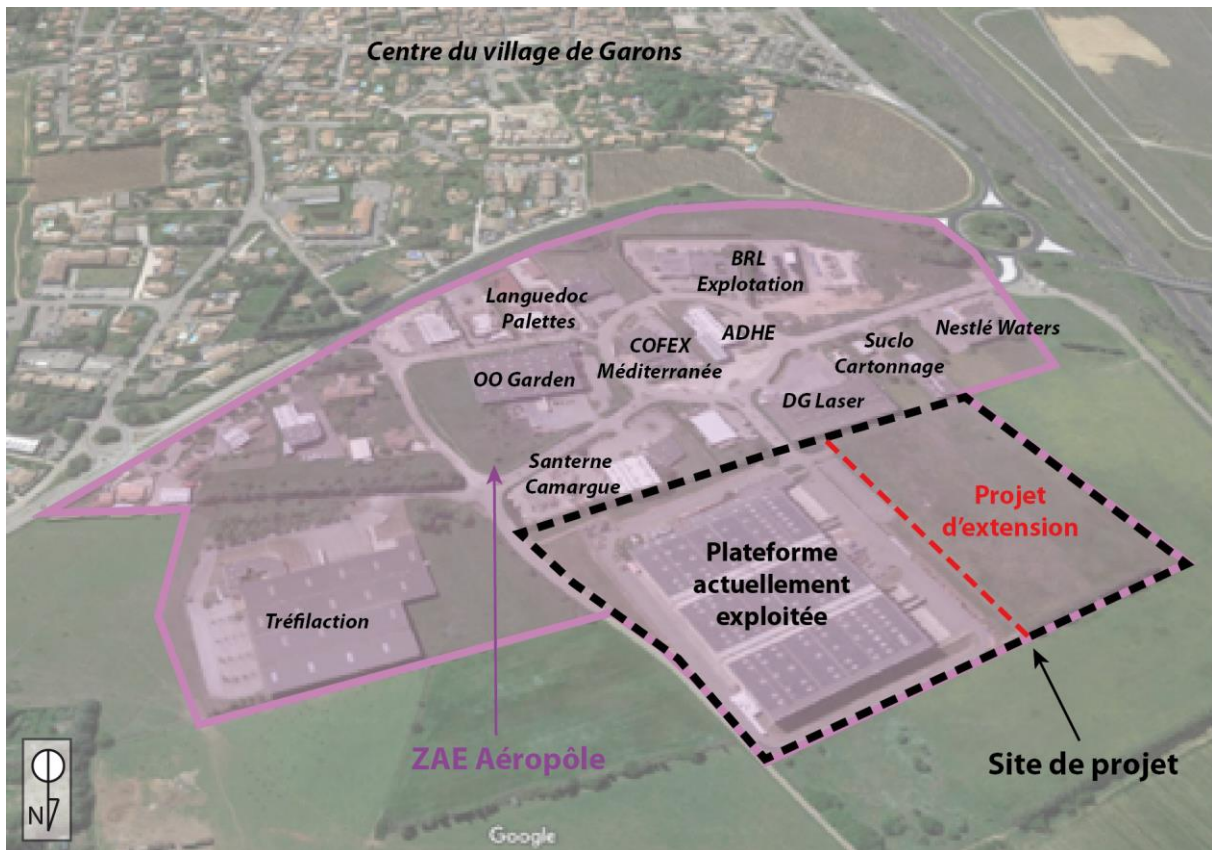 Centre du village de Garons
BRL
Explotation
Languedoc
Palettes
ADHE
Nestlé Waters
Suclo
Cartonnage
COFEX
Méditerranée
OO Garden
DG Laser
Santerne
Camargue
Projet
d'extension
Plateforme
actuellement
exploitée
Tréfilaction
ZAE Aéropôle
Site de projet
N
Google